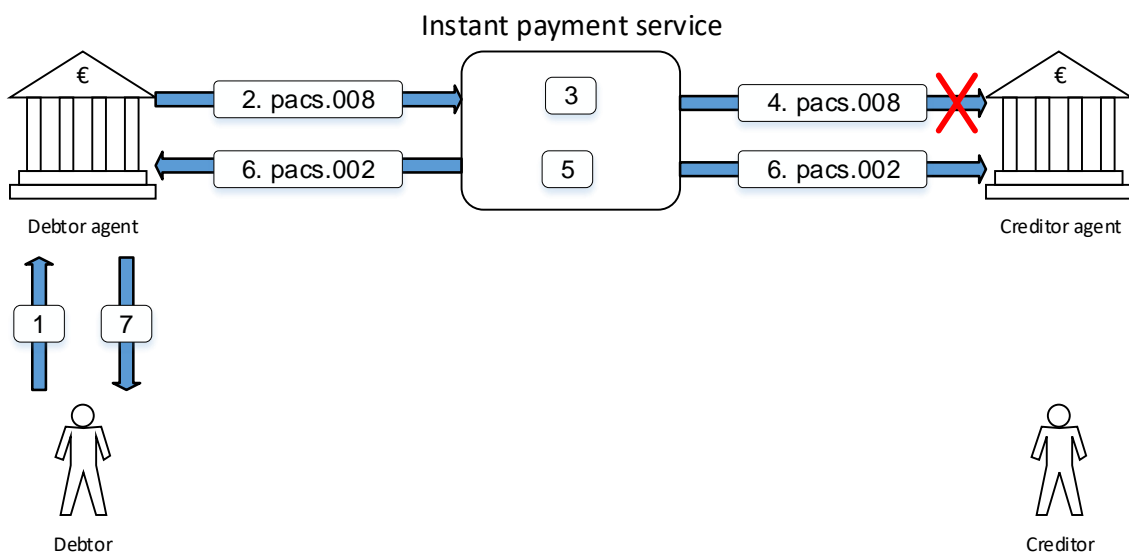 Instant payment service
€
2. pacs.008
3
4. pacs.008
€
6. pacs.002
5
6. pacs.002
Debtor agent
Creditor agent
1
7
Debtor
Creditor